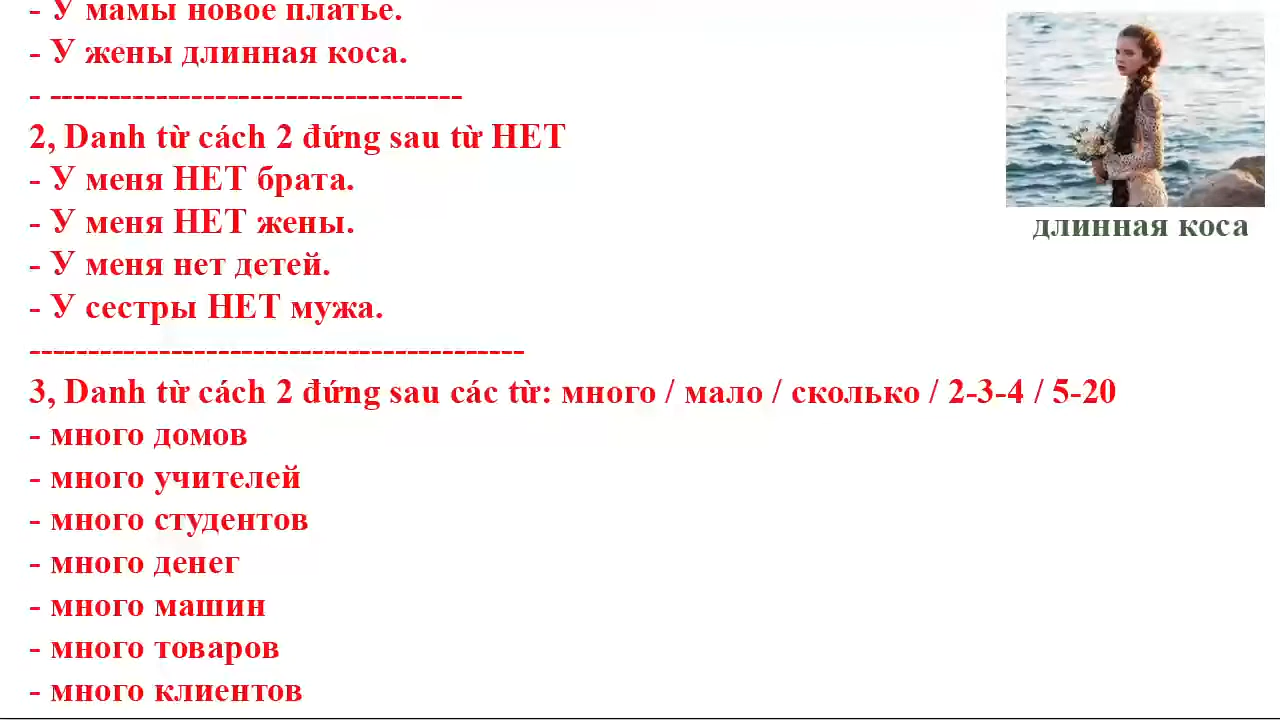 - У мамы новое платье.
- У жены длинная коса.
- -----------------------------------
2, Danh từ cách 2 đứng sau từ НЕТ
- У меня НЕТ брата.
- У меня НЕТ жены.
- У меня нет детей.
- У сестры НЕТ мужа.
------------------------------------------
3, Danh từ cách 2 đứng sau các từ: много / мало / сколько / 2-3-4 / 5-20
- много домов
- много учителей
- много студентов
- много денег
- много машин
- много товаров
- много клиентов
длинная коса